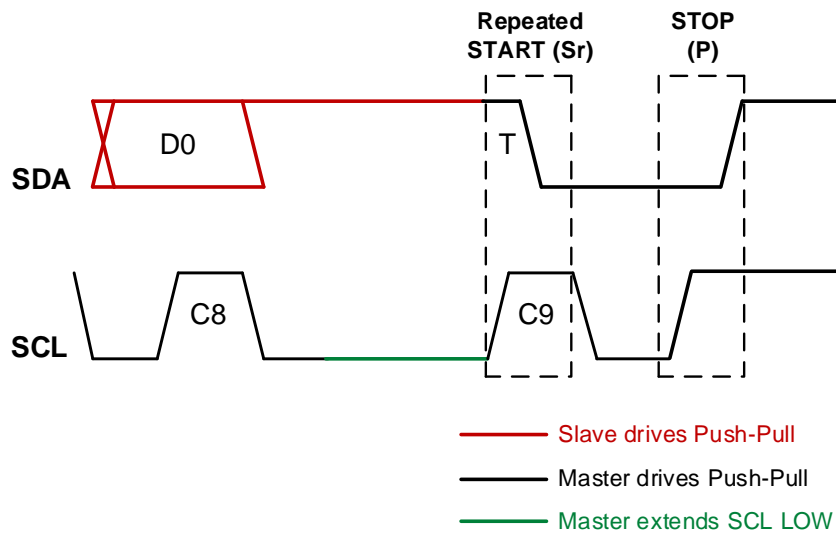 Repeated
START (Sr)
STOP
(P)
D0
T
SDA
C8
C9
SCL
Slave drives Push-Pull
Master drives Push-Pull
Master extends SCL LOW